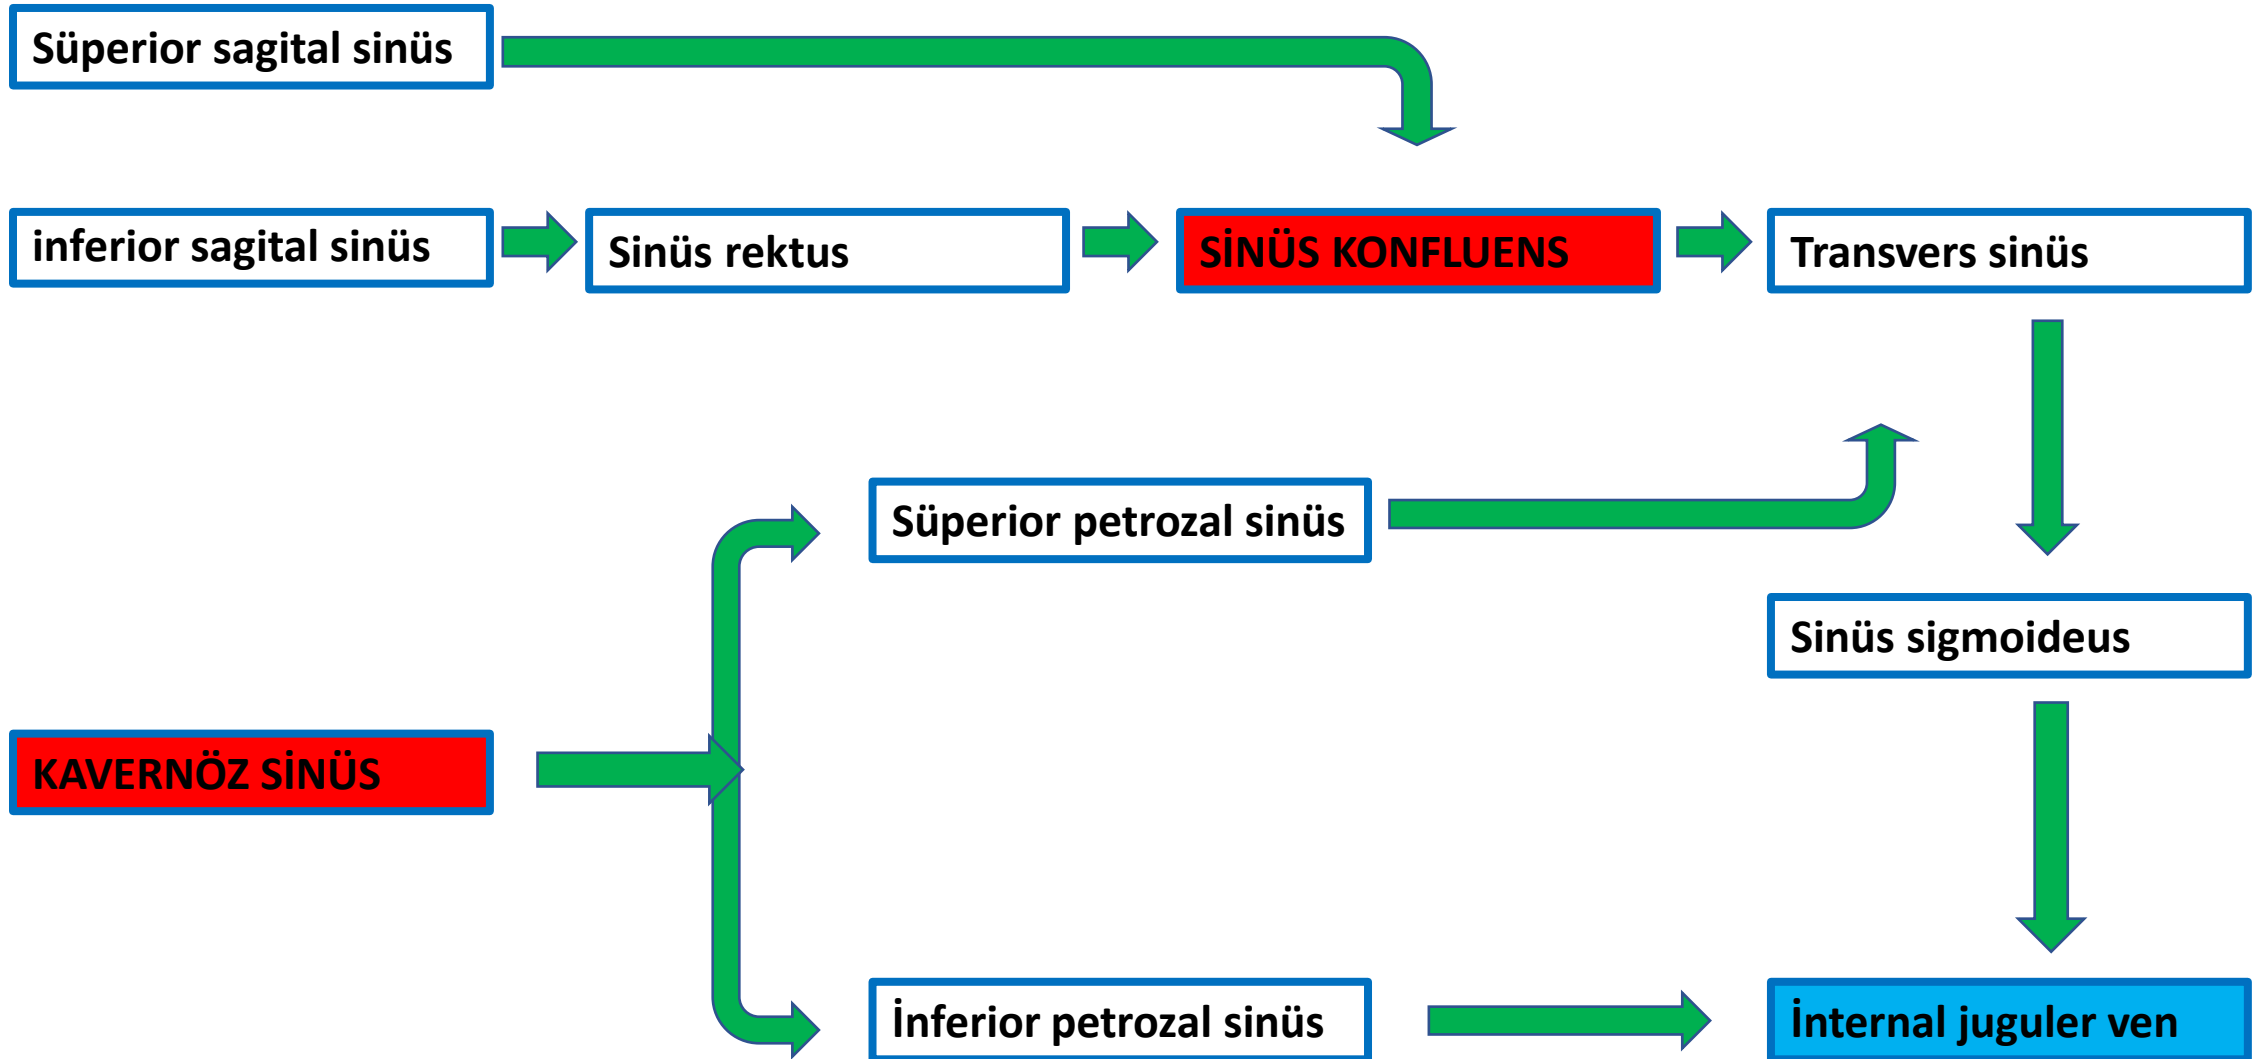 Süperior sagital sinüs
inferior sagital sinüs
Sinüs rektus
SİNÜS KONFLUENS
Transvers sinüs
Süperior petrozal sinüs
Sinüs sigmoideus
KAVERNÖZ SİNÜS
İnferior petrozal sinüs
İnternal juguler ven